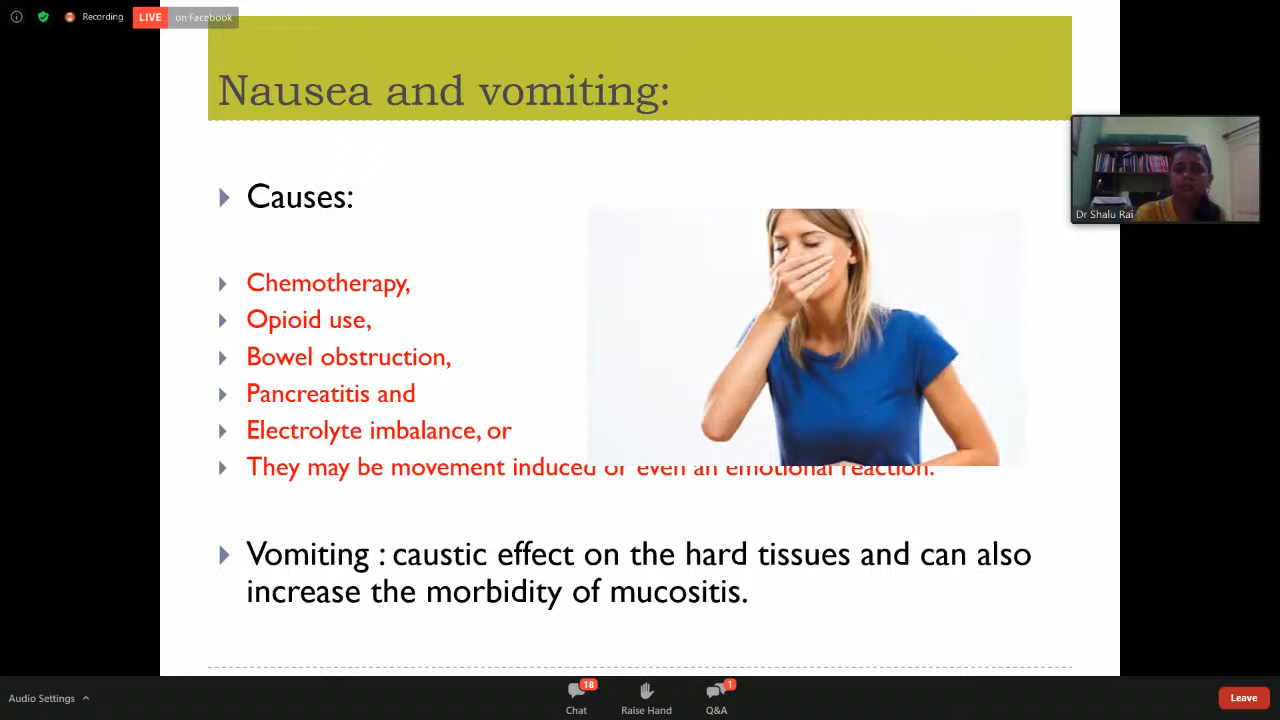 Recording
LIVE on Facebook
Nausea and vomiting:
Causes:
Dr Shalu Rai
Chemotherapy,
Opioid use,
Bowel obstruction,
Pancreatitis and
Electrolyte imbalance, or
They may be movement induced or even an emotional reaction.
Vomiting : caustic effect on the hard tissues and can also
increase the morbidity of mucositis.
Audio Settings
18
1
Chat
Raise Hand
Q&A
Leave